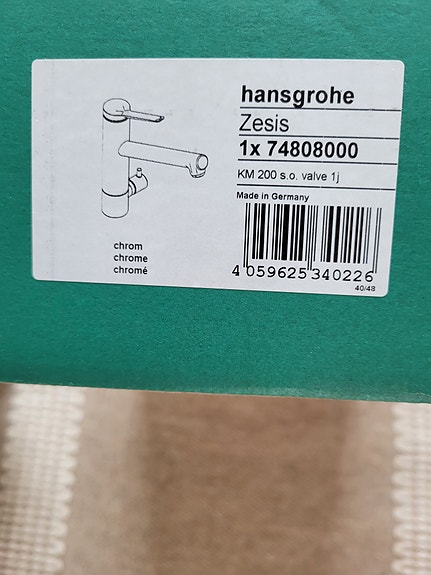 hansgrohe
Zesis
1x 74808000
KM 200 s.o. valve 1j
Made in Germany
chrom
chrome
chromé
4 059625 340226
40/48